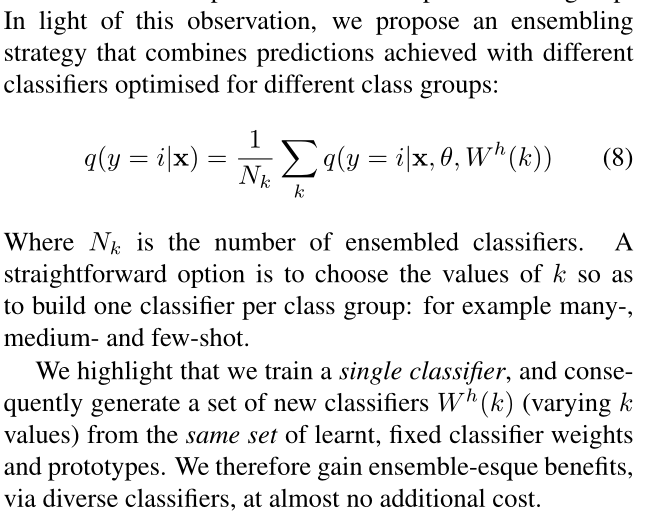 In light of this observation, we propose an ensembling
strategy that combines predictions achieved with different
classifiers optimised for different class groups:
q(y = i|x) = \frac{1}{N_k} \sum_k q(y = i|x, θ, W^h(k)) (8)
Where N_k is the number of ensembled classifiers. A
straightforward option is to choose the values of k so as
to build one classifier per class group: for example many-,
medium- and few-shot.
We highlight that we train a single classifier, and conse-
quently generate a set of new classifiers W^h(k) (varying k
values) from the same set of learnt, fixed classifier weights
and prototypes. We therefore gain ensemble-esque benefits,
via diverse classifiers, at almost no additional cost.